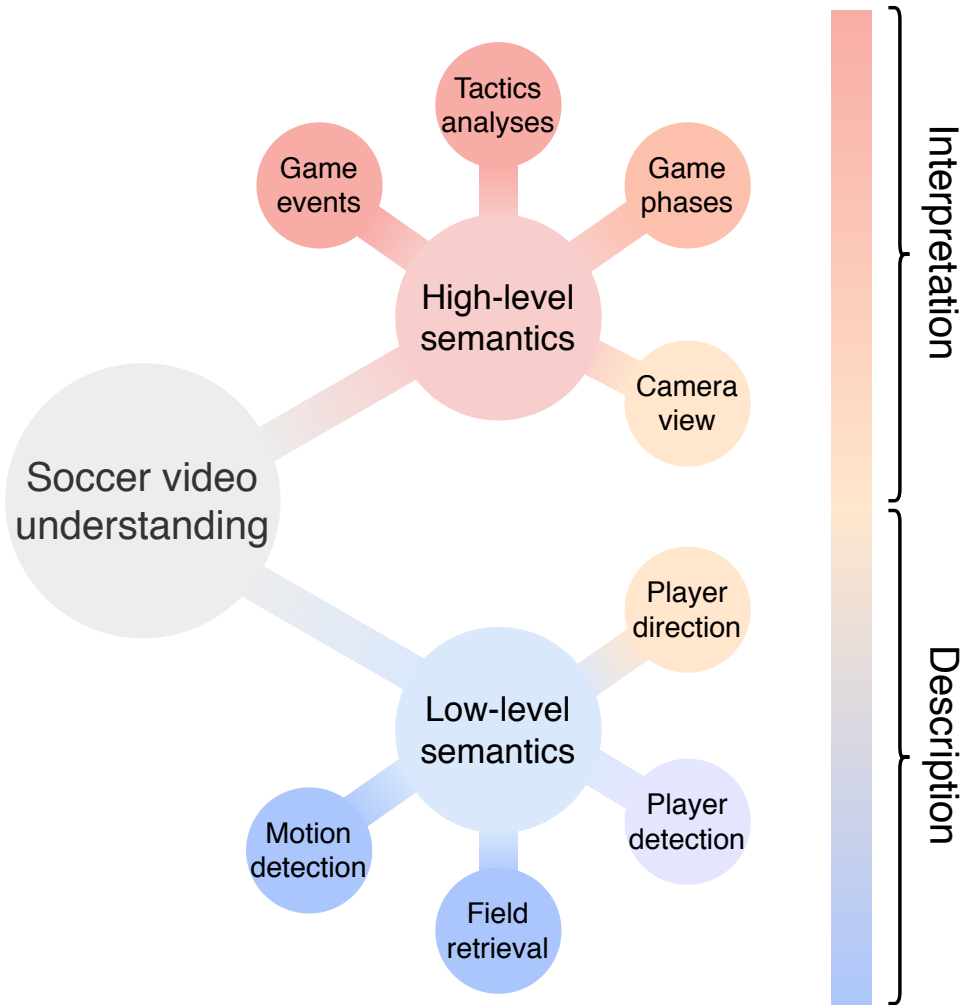 Tactics
analyses
Game
events
Game
phases
High-level
semantics
Camera
view
Interpretation
Soccer video
understanding
Player
direction
Low-level
semantics
Player
detection
Motion
detection
Field
retrieval
Description